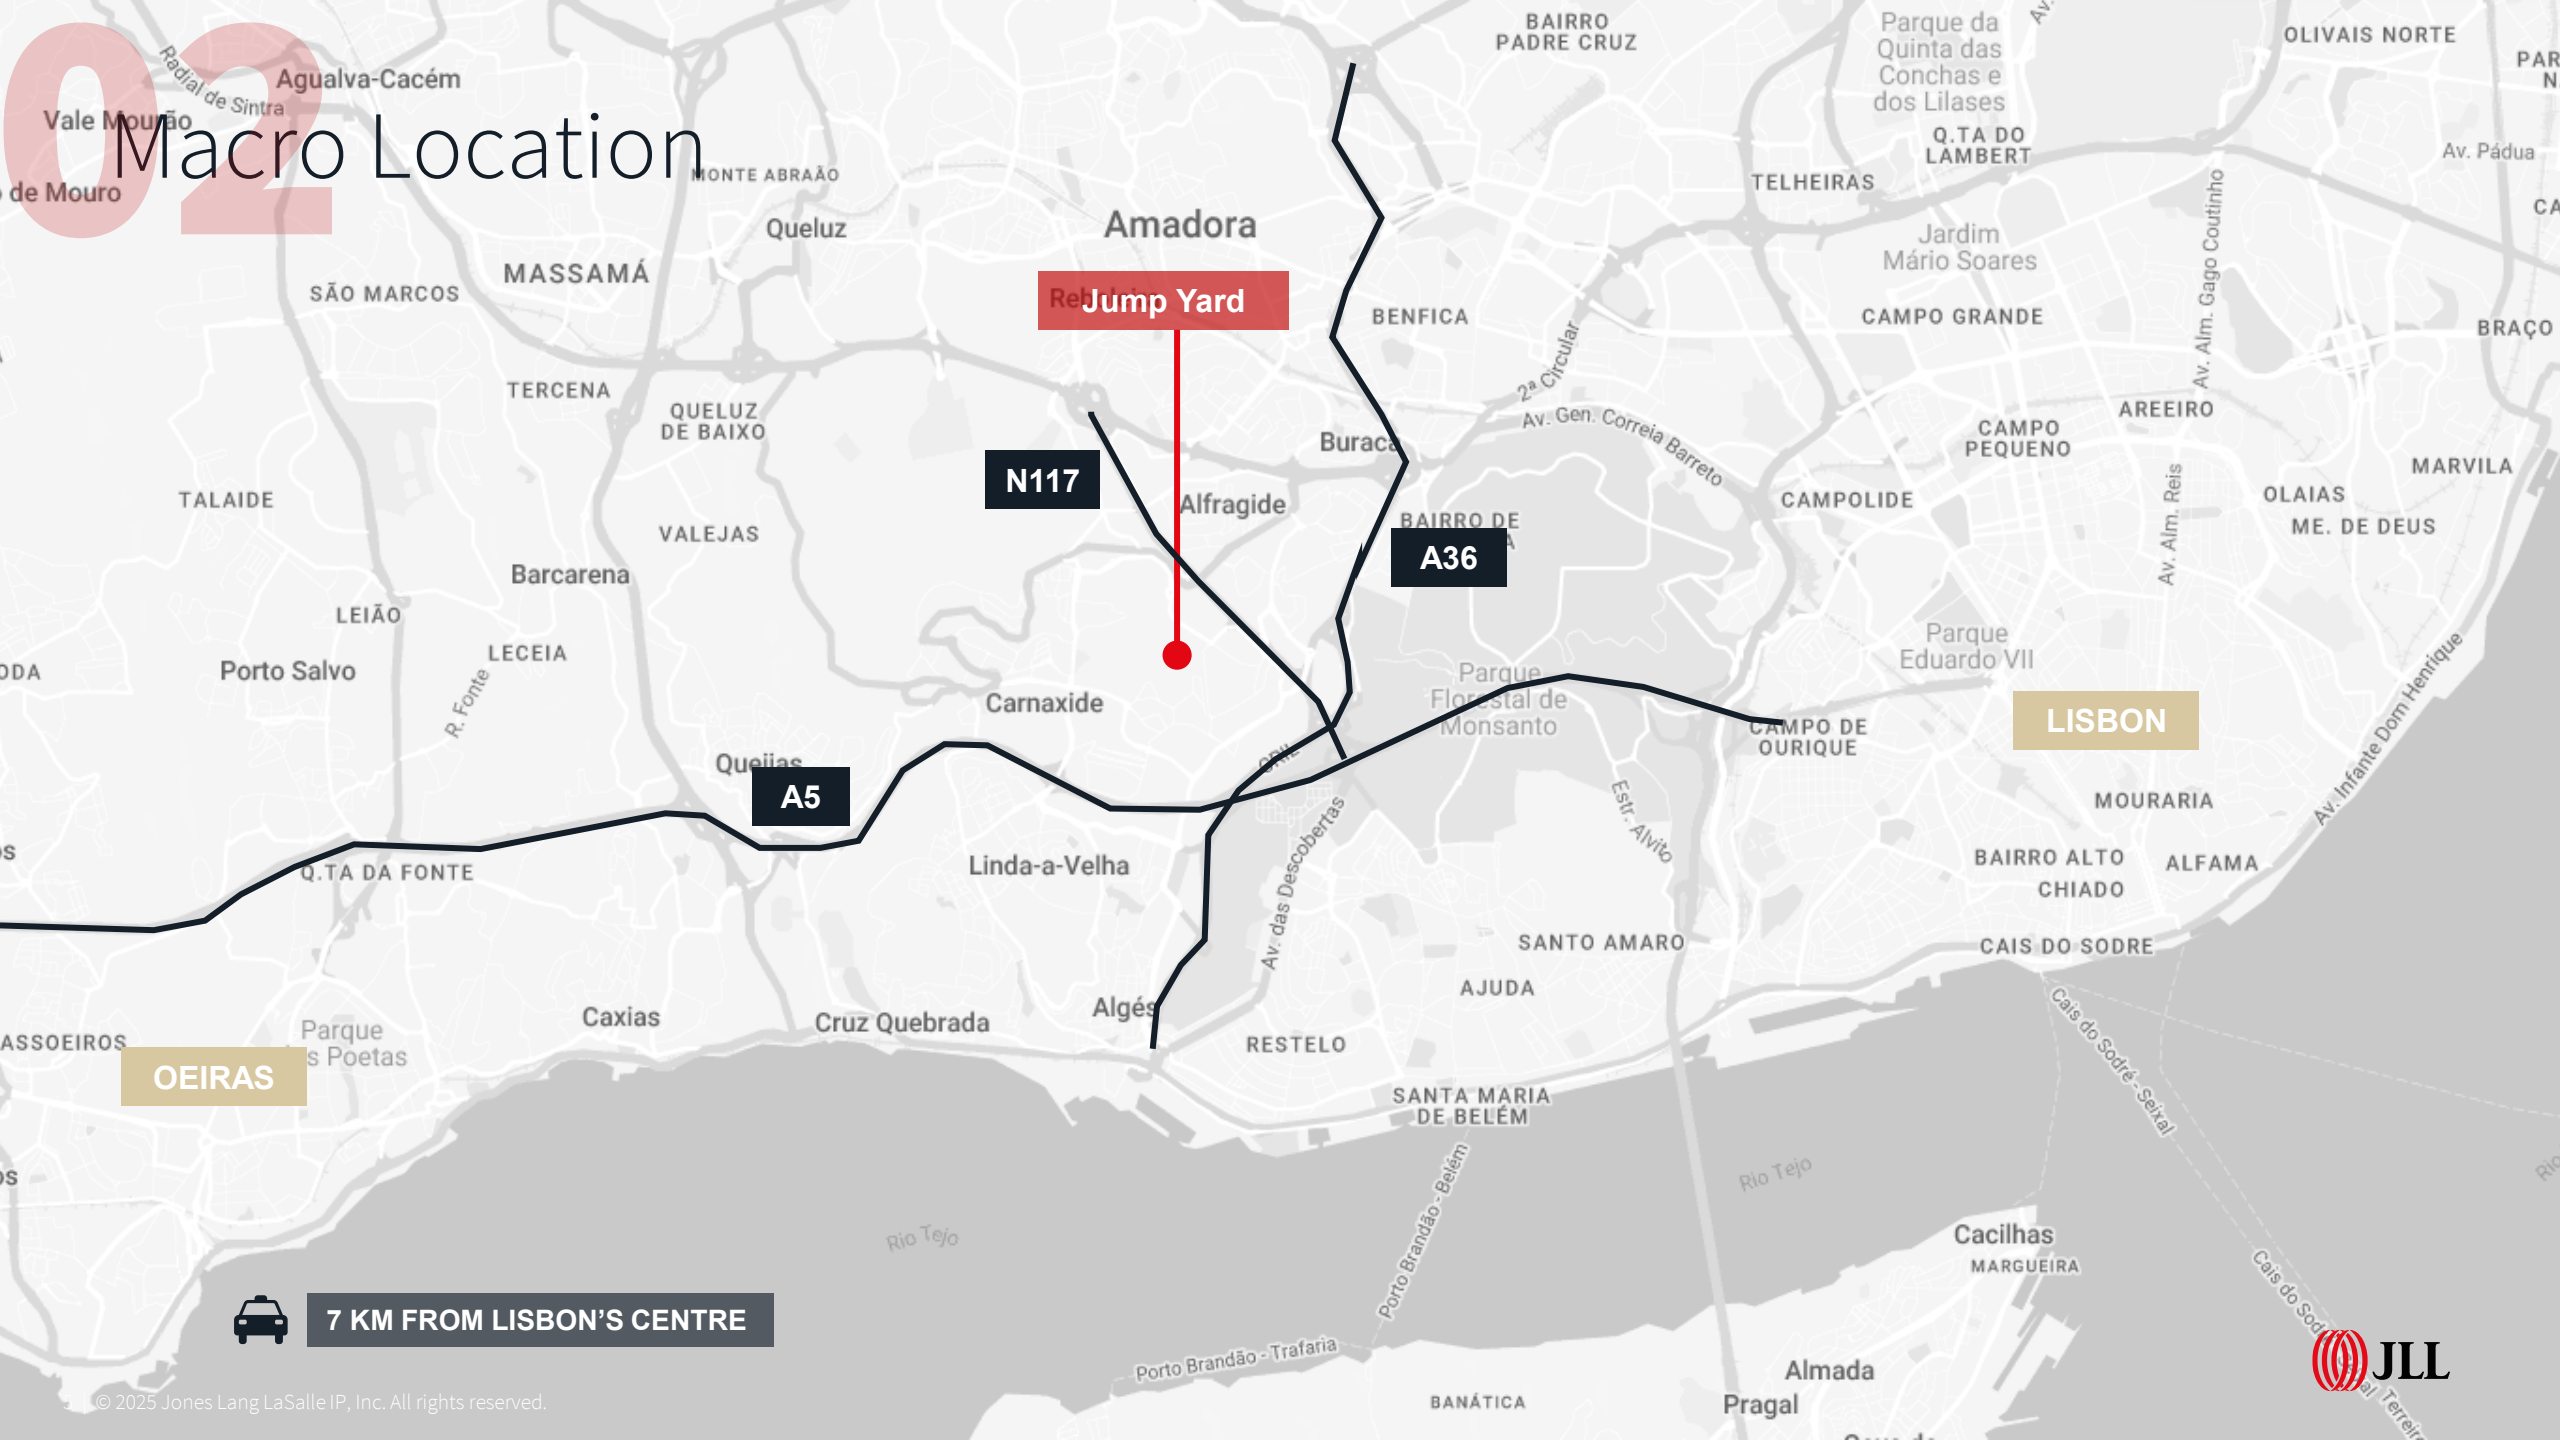 02
Macro Location
Radial de Sintra
Agualva-Cacém
Vale Mourão
de Mouro
BAIRRO
PADRE CRUZ
Parque da
Quinta das
Conchas e
dos Lilases
Q.TA DO
LAMBERT
OLIVAIS NORTE
Av. Pádua
TELHEIRAS
MONTE ABRAÃO
Queluz
Amadora
Jump Yard
MASSAMÁ
SÃO MARCOS
BENFICA
Jardim
Mário Soares
CAMPO GRANDE
Av. Alm. Gago Coutinho
BRAÇO
TERCENA
QUELUZ
DE BAIXO
2ª Circular
Av. Gen. Correia Barreto
AREEIRO
CAMPO
PEQUENO
Buraca
N117
Alfragide
MARVILA
TALAIDE
CAMPOLIDE
OLAIAS
ME. DE DEUS
Av. Alm. Reis
VALEJAS
BAIRRO DE
A36
Barcarena
LEIÃO
LECEIA
Porto Salvo
R. Fonte
Carnaxide
Parque
Florestal de
Monsanto
Parque
Eduardo VII
Av. Infante Dom Henrique
LISBON
CAMPO DE
OURIQUE
Queijas
A5
CRIL
MOURARIA
Estr. Alvito
Av. das Descobertas
Linda-a-Velha
Q.TA DA FONTE
BAIRRO ALTO
ALFAMA
CHIADO
SANTO AMARO
CAIS DO SODRE
AJUDA
Algés
Caxias
Cruz Quebrada
RESTELO
Parque
s Poetas
ASSOEIROS
OEIRAS
SANTA MARIA
DE BELÉM
Cais do Sodré - Seixal
Porto Brandão - Belém
Rio Tejo
Rio Tejo
Cacilhas
MARGUEIRA
7 KM FROM LISBON’S CENTRE
Porto Brandão - Trafaria
Almada
Pragal
BANÁTICA
JLL
© 2025 Jones Lang LaSalle IP, Inc. All rights reserved.